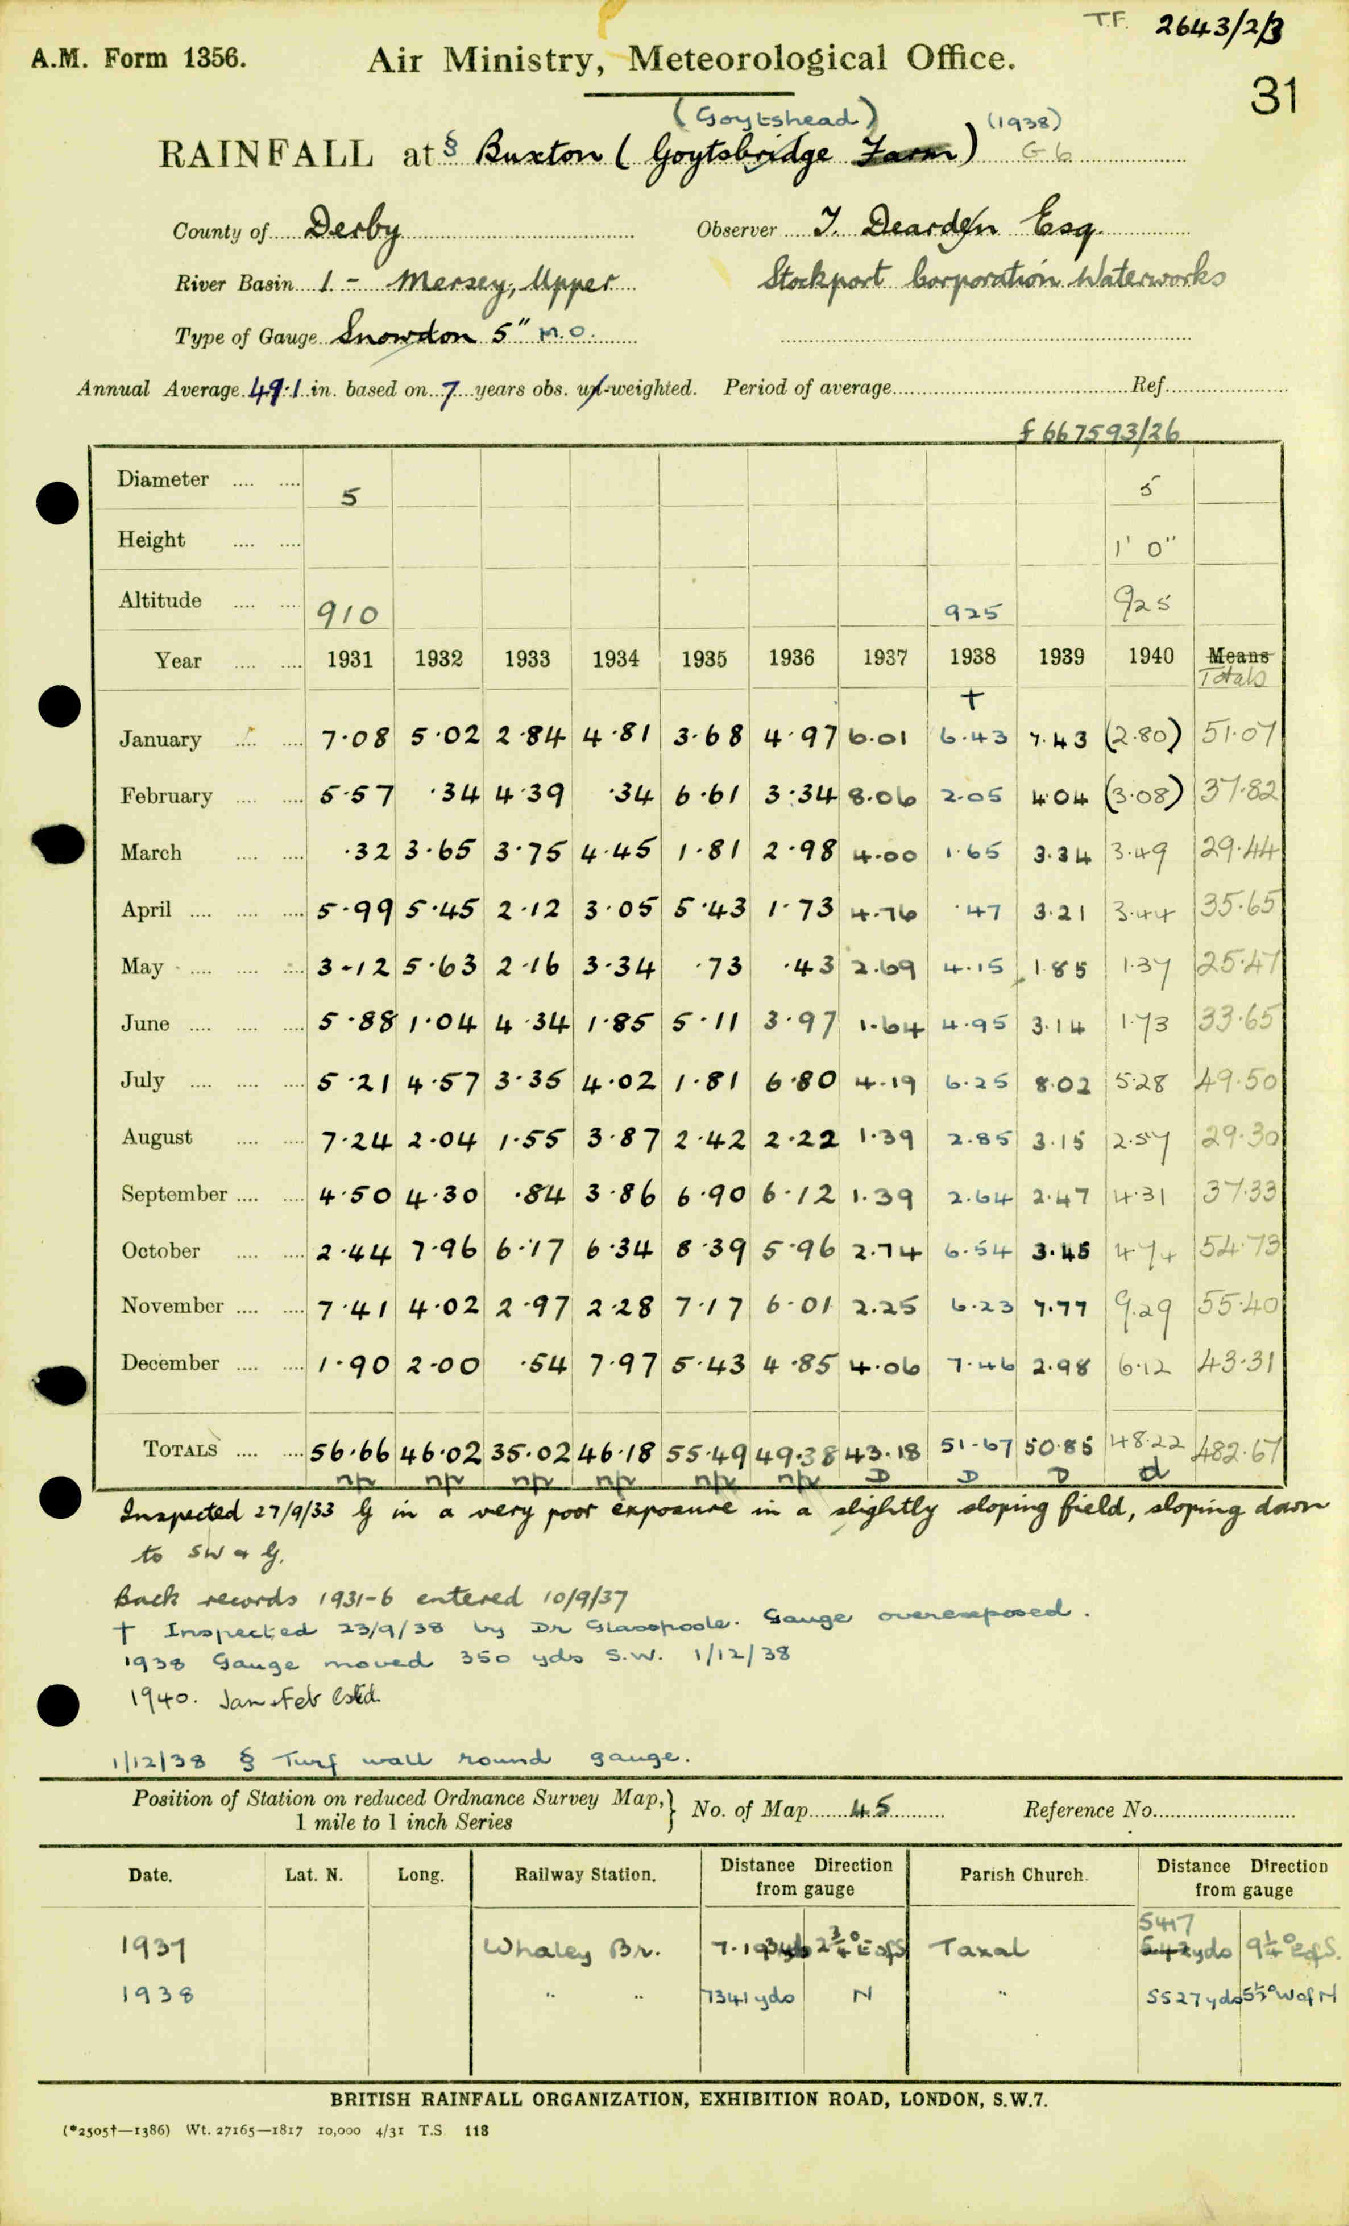 T.F. 2643/2/3
A.M. Form 1356. Air Ministry, Meteorological Office.
31
(Goytshead) (1938)
RAINFALL at § Buxton (Goytsbridge Farm) G 6
County of Derby Observer T. Dearden Esq.
River Basin 1 - Mersey, Upper Stockport Corporation Waterworks
Type of Gauge Snowdon 5" M.O.
Annual Average 49.1 in. based on 7 years obs. un-weighted. Period of average Ref.
f 667593/26
Diameter 5 5
Height 1' 0"
Altitude 910 925 925
Year 1931 1932 1933 1934 1935 1936 1937 1938 1939 1940 Means
Totals
†
January 7.08 5.02 2.84 4.81 3.68 4.97 6.01 6.43 7.43 (2.80) 51.07
February 5.57 .34 4.39 .34 6.61 3.34 8.06 2.05 4.04 (3.08) 37.82
March .32 3.65 3.75 4.45 1.81 2.98 4.00 1.65 3.34 3.49 29.44
April 5.99 5.45 2.12 3.05 5.43 1.73 4.76 .47 3.21 3.44 35.65
May 3.12 5.63 2.16 3.34 .73 .43 2.69 4.15 1.85 1.37 25.47
June 5.88 1.04 4.34 1.85 5.11 3.97 1.64 4.95 3.14 1.73 33.65
July 5.21 4.57 3.35 4.02 1.81 6.80 4.19 6.25 8.02 5.28 49.50
August 7.24 2.04 1.55 3.87 2.42 2.22 1.39 2.85 3.15 2.57 29.30
September 4.50 4.30 .84 3.86 6.90 6.12 1.39 2.64 2.47 4.31 37.33
October 2.44 7.96 6.17 6.34 8.39 5.96 2.74 6.54 3.45 4.74 54.73
November 7.41 4.02 2.97 2.28 7.17 6.01 2.25 6.23 7.77 9.29 55.40
December 1.90 2.00 .54 7.97 5.43 4.85 4.06 7.46 2.98 6.12 43.31
TOTALS 56.66 46.02 35.02 46.18 55.49 49.38 43.18 51.67 50.85 48.22 482.67
np np np np np np D D D d
Inspected 27/9/33 G in a very poor exposure in a slightly sloping field, sloping down
to SW G.
Back records 1931-6 entered 10/9/37
† Inspected 23/9/38 by Dr Glasspoole. Gauge overexposed.
1938 Gauge moved 350 yds S.W. 1/12/38
1940. Jan + Feb Estd.
1/12/38 § Turf wall round gauge.
Position of Station on reduced Ordnance Survey Map,} No. of Map 45 Reference No.
1 mile to 1 inch Series
Date. Lat. N. Long. Railway Station. Distance Direction from gauge Parish Church. Distance Direction from gauge
5417
1937 Whaley Br. 2¾° E of S Taxal yds 9¼° E of S.
1938 " " 7341 yds N " 5527 yds 5½° W of N
BRITISH RAINFALL ORGANIZATION, EXHIBITION ROAD, LONDON, S.W.7.
(*2505†—1386) Wt. 27165—1817 10,000 4/31 T.S. 118